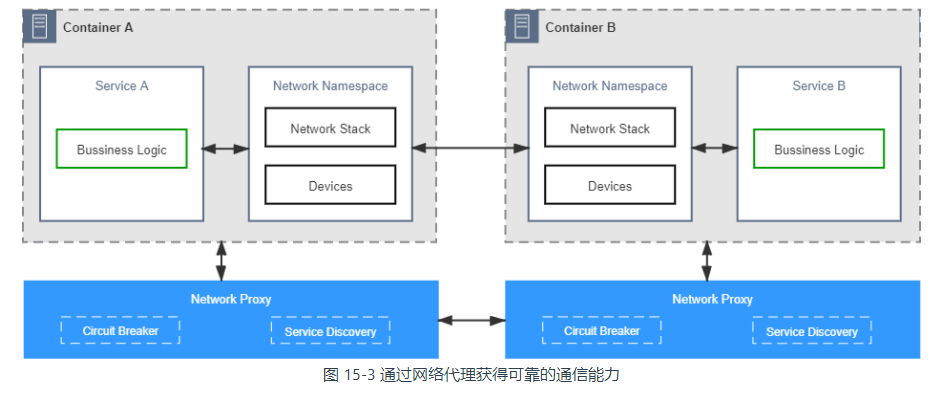 Container A
Container B
Service A
Network Namespace
Network Namespace
Service B
Network Stack
Network Stack
Bussiness Logic
Bussiness Logic
Devices
Devices
Network Proxy
Network Proxy
Circuit Breaker
Service Discovery
Circuit Breaker
Service Discovery
图 15-3 通过网络代理获得可靠的通信能力